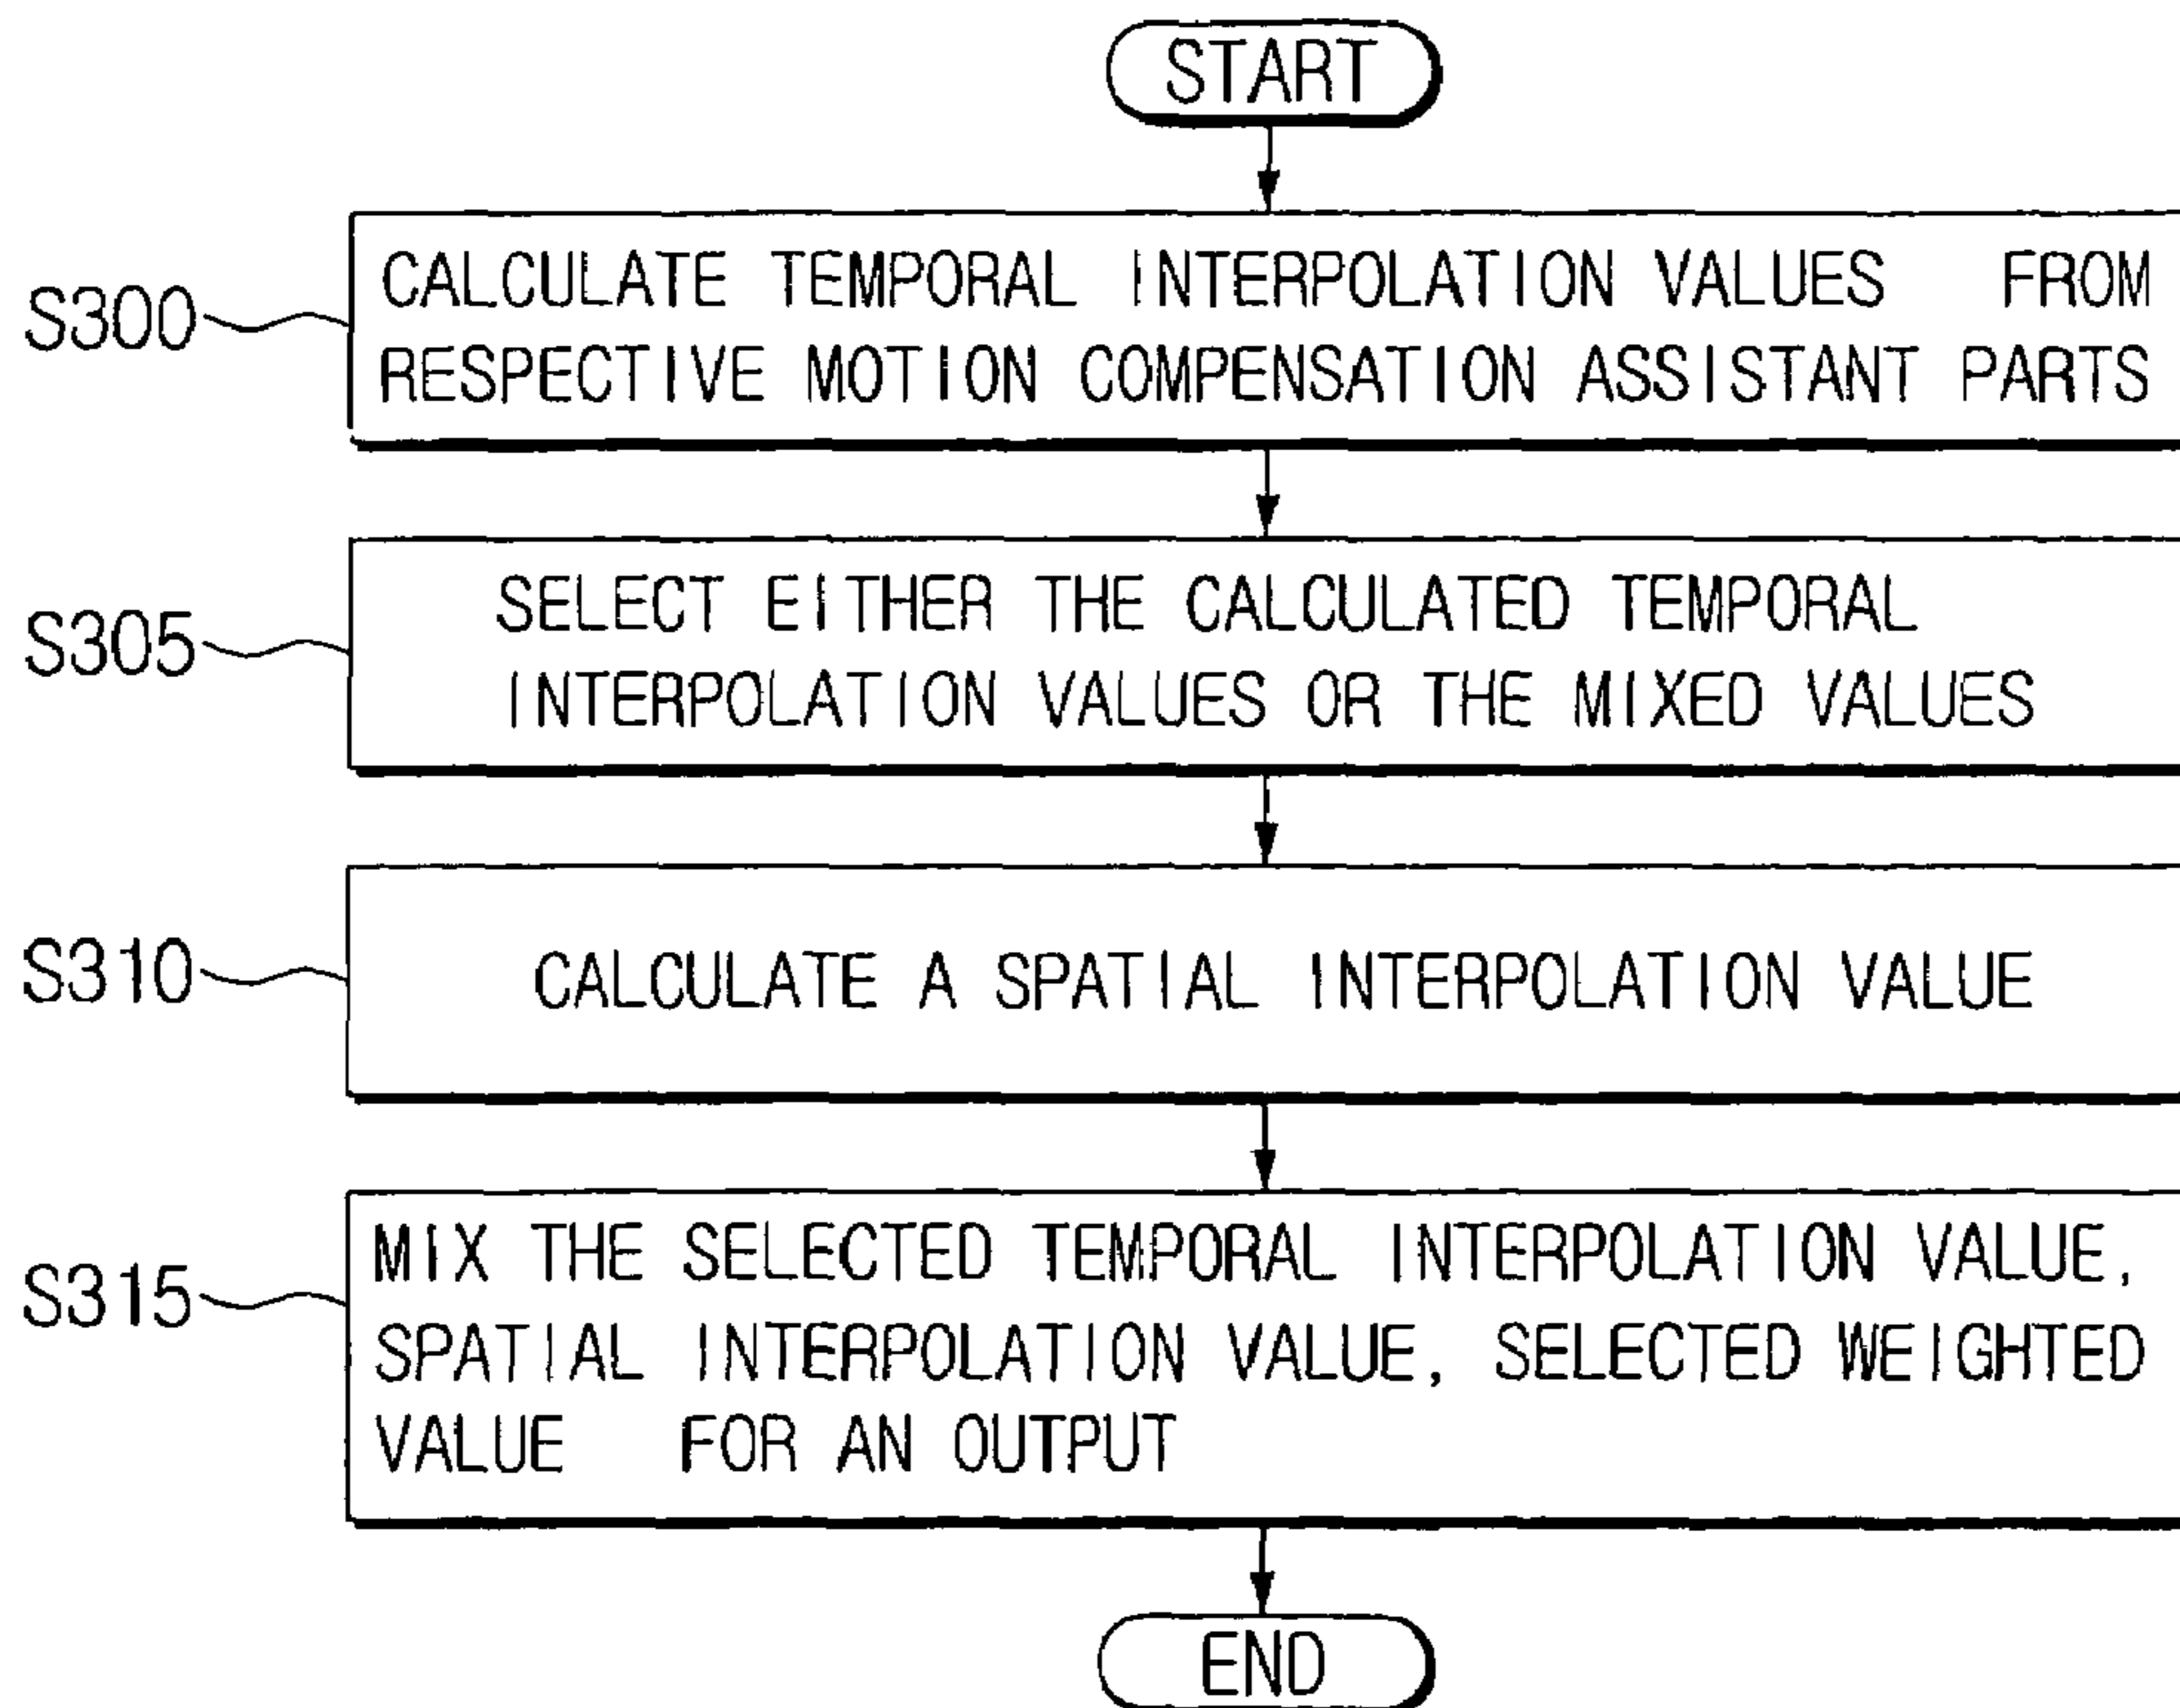 START
S300
CALCULATE TEMPORAL INTERPOLATION VALUES FROM
RESPECTIVE MOTION COMPENSATION ASSISTANT PARTS
S305
SELECT EITHER THE CALCULATED TEMPORAL
INTERPOLATION VALUES OR THE MIXED VALUES
S310
CALCULATE A SPATIAL INTERPOLATION VALUE
S315
MIX THE SELECTED TEMPORAL INTERPOLATION VALUE,
SPATIAL INTERPOLATION VALUE, SELECTED WEIGHTED
VALUE FOR AN OUTPUT
END